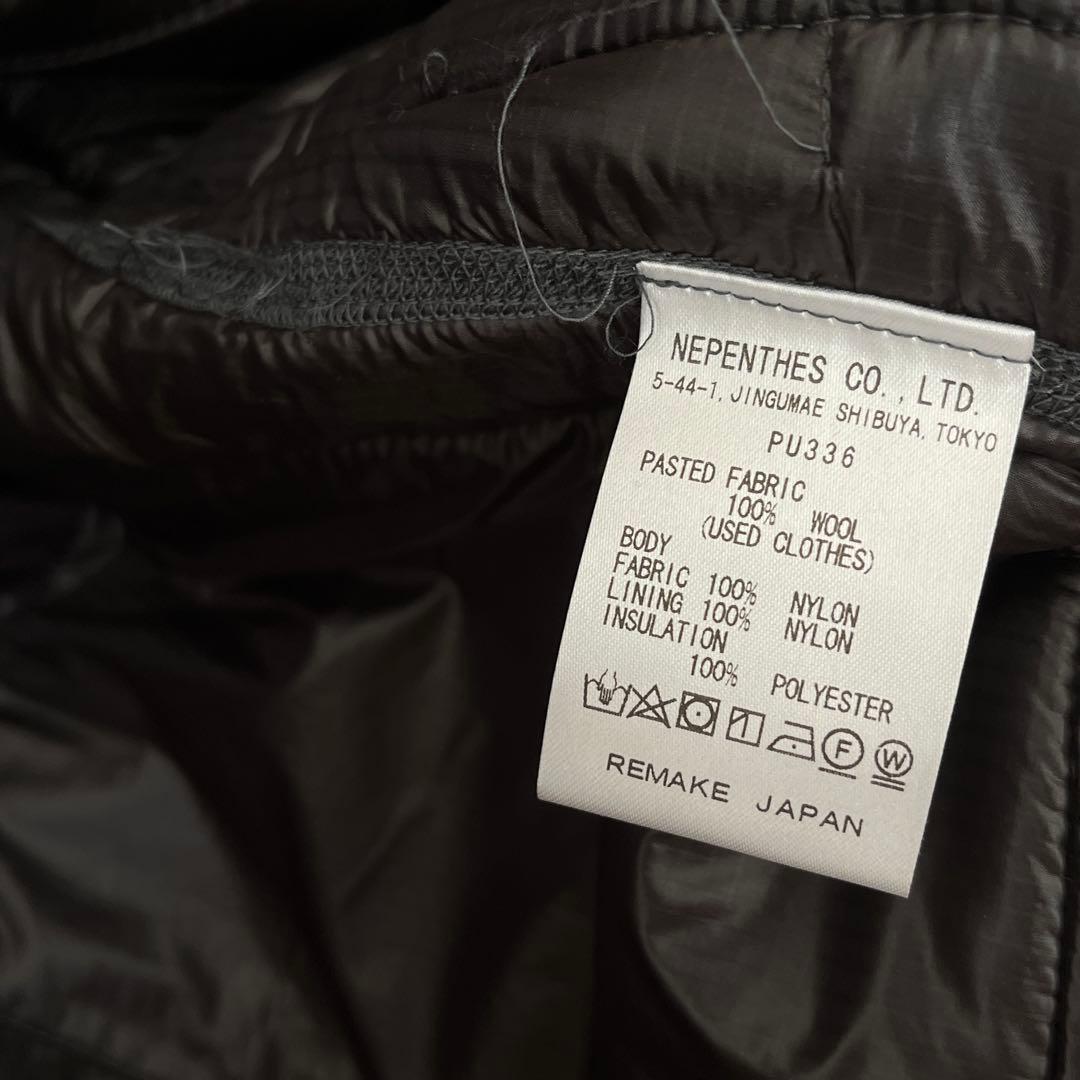 NEPENTHES CO., LTD.
5-44-1, JINGUMAE SHIBUYA, TOKYO
PU336
PASTED FABRIC
100% WOOL
(USED CLOTHES)
BODY
FABRIC 100% NYLON
LINING 100% NYLON
INSULATION
100% POLYESTER
F W
REMAKE JAPAN